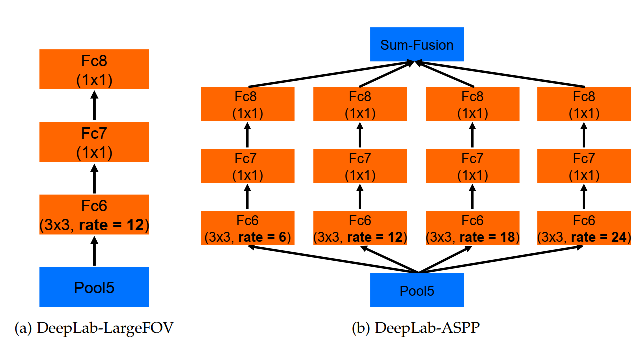 Fc8
(1x1)
Fc7
(1x1)
Fc6
(3x3, rate = 12)
Pool5
(a) DeepLab-LargeFOV
Sum-Fusion
Fc8
(1x1)
Fc8
(1x1)
Fc8
(1x1)
Fc8
(1x1)
Fc7
(1x1)
Fc7
(1x1)
Fc7
(1x1)
Fc7
(1x1)
Fc6
(3x3, rate = 6)
Fc6
(3x3, rate = 12)
Fc6
(3x3, rate = 18)
Fc6
(3x3, rate = 24)
Pool5
(b) DeepLab-ASPP